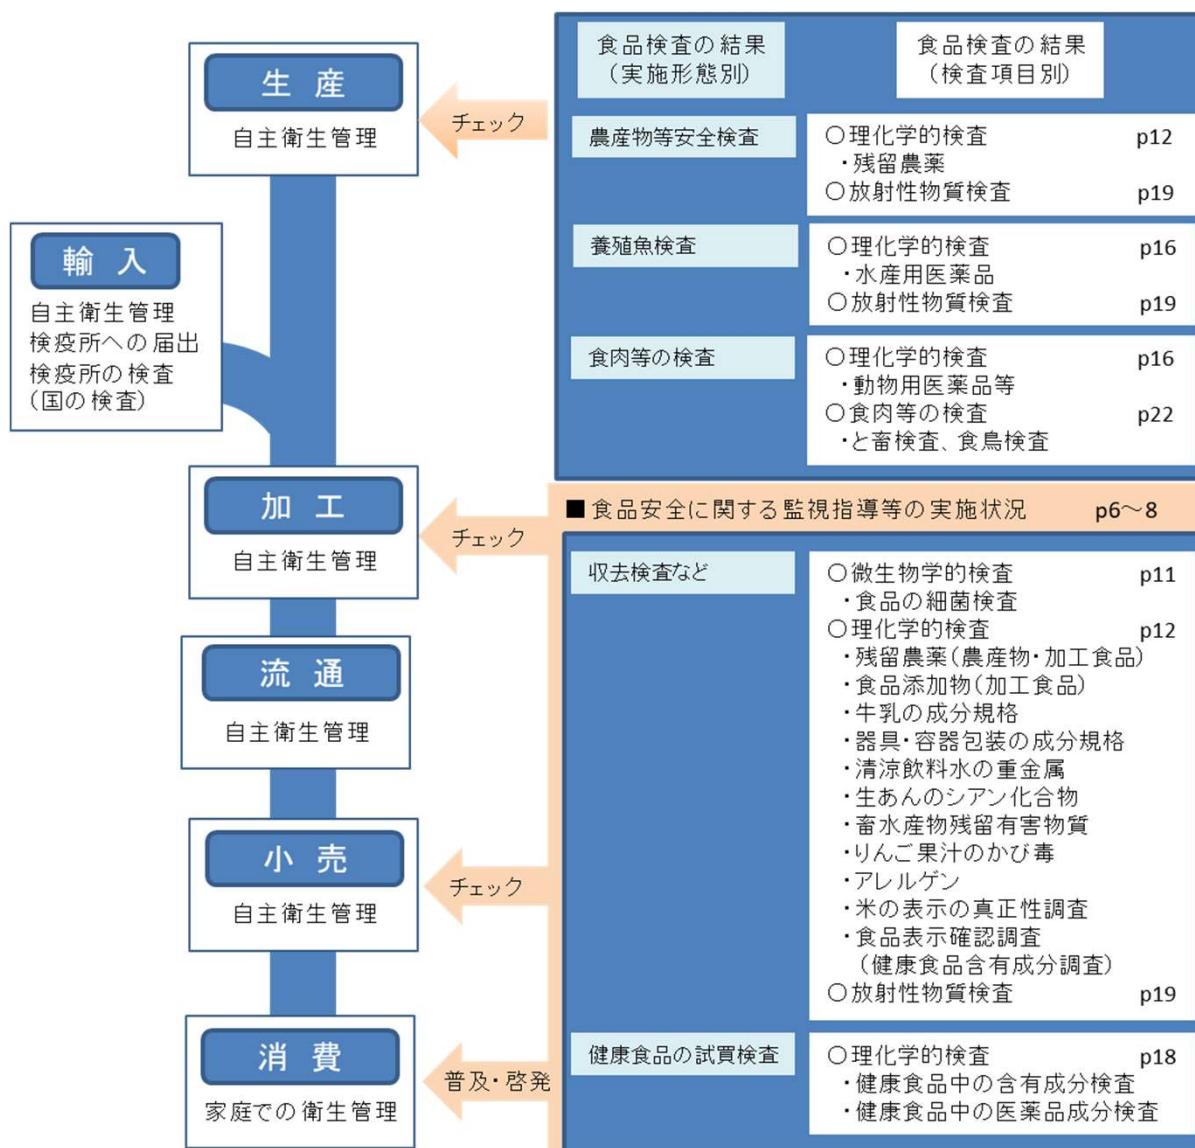 生 産
自主衛生管理
輸 入
自主衛生管理
検疫所への届出
検疫所の検査
(国の検査)
加 工
自主衛生管理
流 通
自主衛生管理
小 売
自主衛生管理
消 費
家庭での衛生管理
チェック
チェック
チェック
普及・啓発
食品検査の結果
(実施形態別)
食品検査の結果
(検査項目別)
農産物等安全検査
○理化学的検査 p12
・残留農薬
○放射性物質検査 p19
養殖魚検査
○理化学的検査 p16
・水産用医薬品
○放射性物質検査 p19
食肉等の検査
○理化学的検査 p16
・動物用医薬品等
○食肉等の検査 p22
・と畜検査、食鳥検査
■食品安全に関する監視指導等の実施状況 p6～8
収去検査など
○微生物学的検査 p11
・食品の細菌検査
○理化学的検査 p12
・残留農薬(農産物・加工食品)
・食品添加物(加工食品)
・牛乳の成分規格
・器具・容器包装の成分規格
・清涼飲料水の重金属
・生あんのシアン化合物
・畜水産物残留有害物質
・りんご果汁のかび毒
・アレルゲン
・米の表示の真正性調査
・食品表示確認調査
(健康食品含有成分調査)
○放射性物質検査 p19
健康食品の試買検査
○理化学的検査 p18
・健康食品中の含有成分検査
・健康食品中の医薬品成分検査